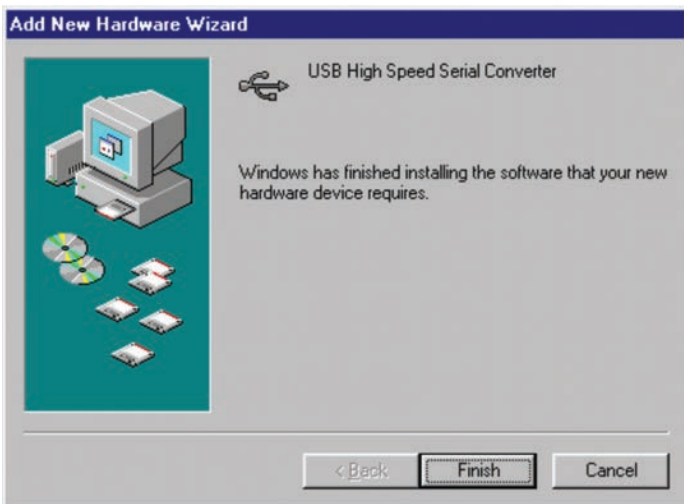 Add New Hardware Wizard
USB High Speed Serial Converter
Windows has finished installing the software that your new
hardware device requires.
< Back
Finish
Cancel